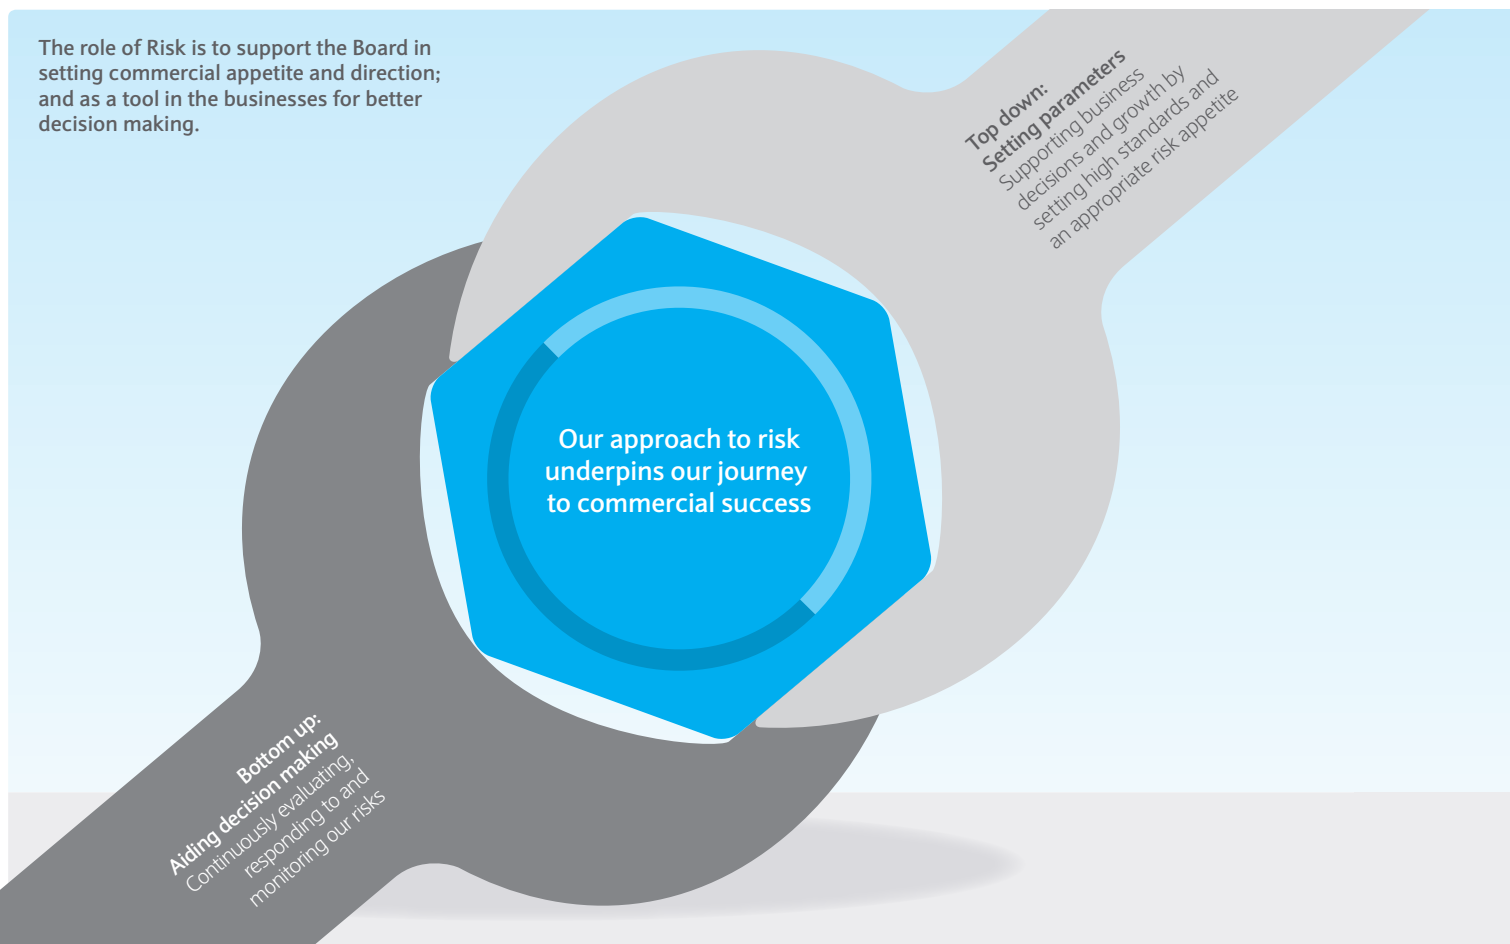 The role of Risk is to support the Board in
setting commercial appetite and direction;
and as a tool in the businesses for better
decision making.
Top down:
Setting parameters
Supporting business
decisions and growth by
setting high standards and
an appropriate risk appetite
Our approach to risk
underpins our journey
to commercial success
Bottom up:
Aiding decision making
Continuously evaluating,
responding to and
monitoring our risks